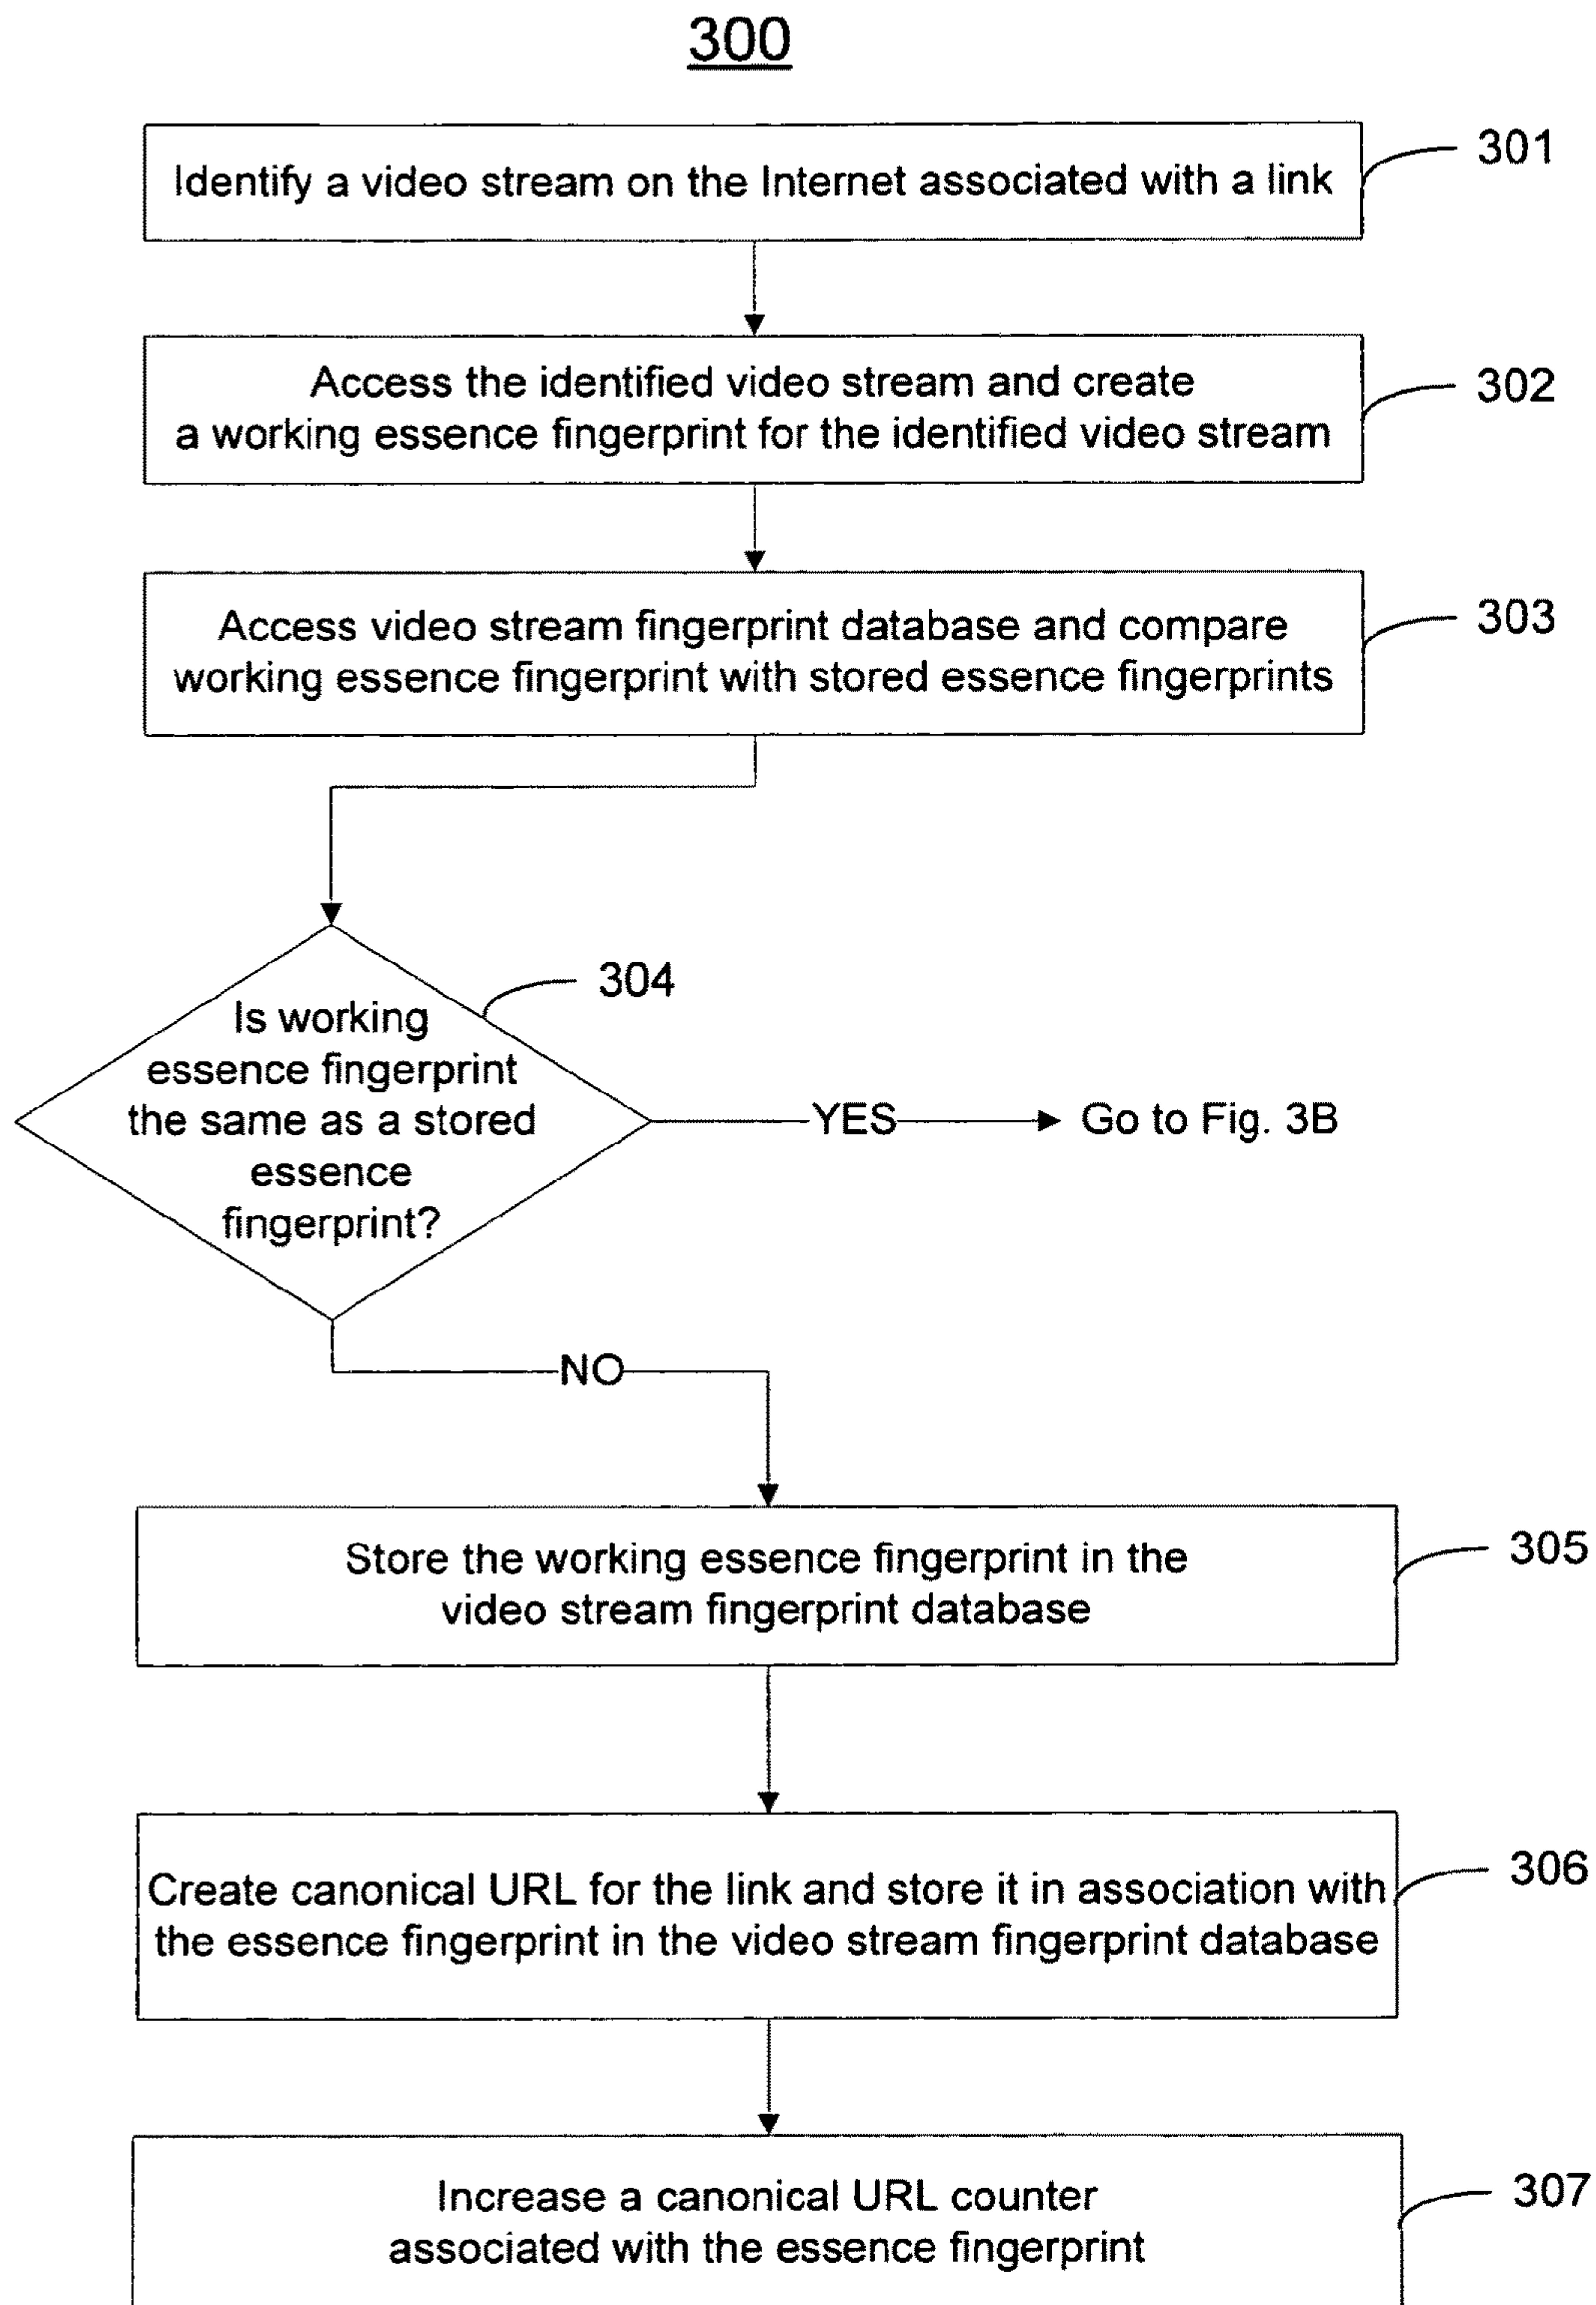 300
Identify a video stream on the Internet associated with a link
301
Access the identified video stream and create
a working essence fingerprint for the identified video stream
302
Access video stream fingerprint database and compare
working essence fingerprint with stored essence fingerprints
303
304
Is working
essence fingerprint
the same as a stored
essence
fingerprint?
YES
Go to Fig. 3B
NO
Store the working essence fingerprint in the
video stream fingerprint database
305
Create canonical URL for the link and store it in association with
the essence fingerprint in the video stream fingerprint database
306
Increase a canonical URL counter
associated with the essence fingerprint
307